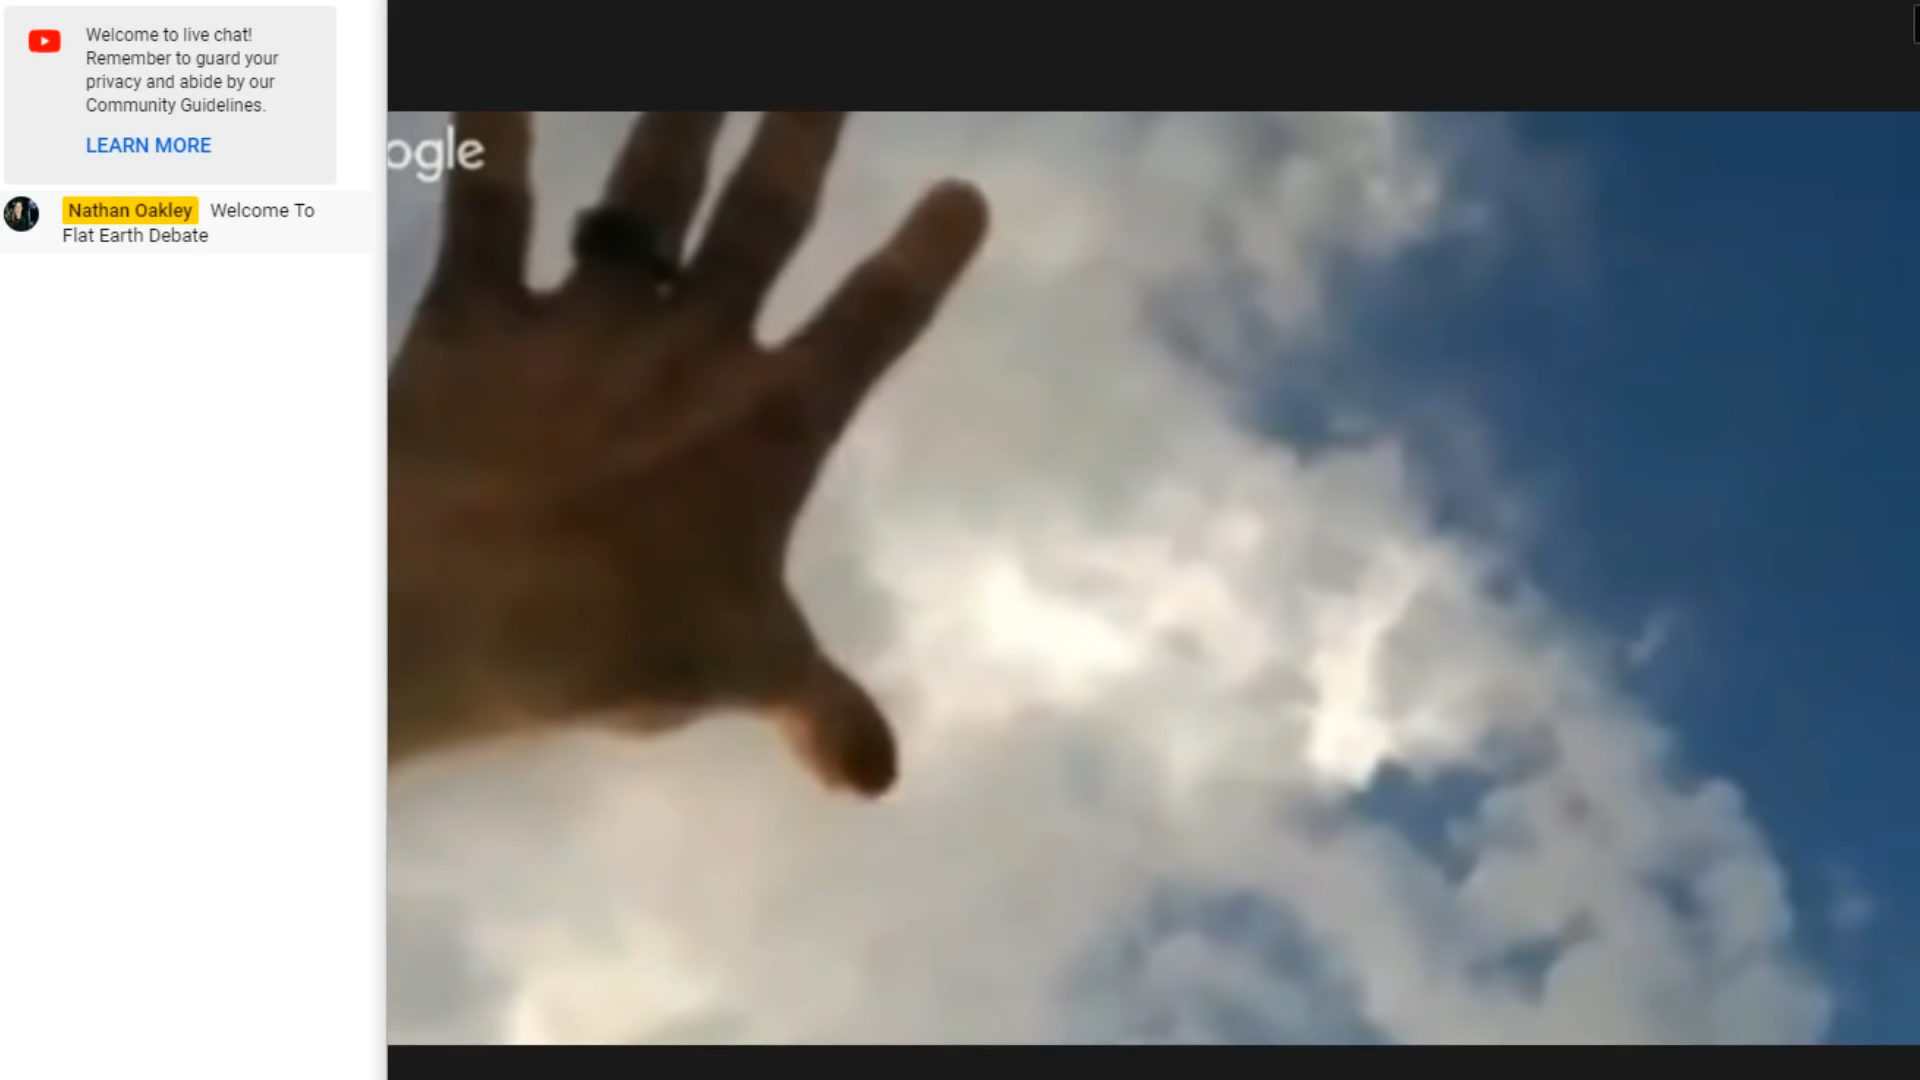 Welcome to live chat!
Remember to guard your
privacy and abide by our
Community Guidelines.
LEARN MORE
Nathan Oakley Welcome To
Flat Earth Debate
ogle